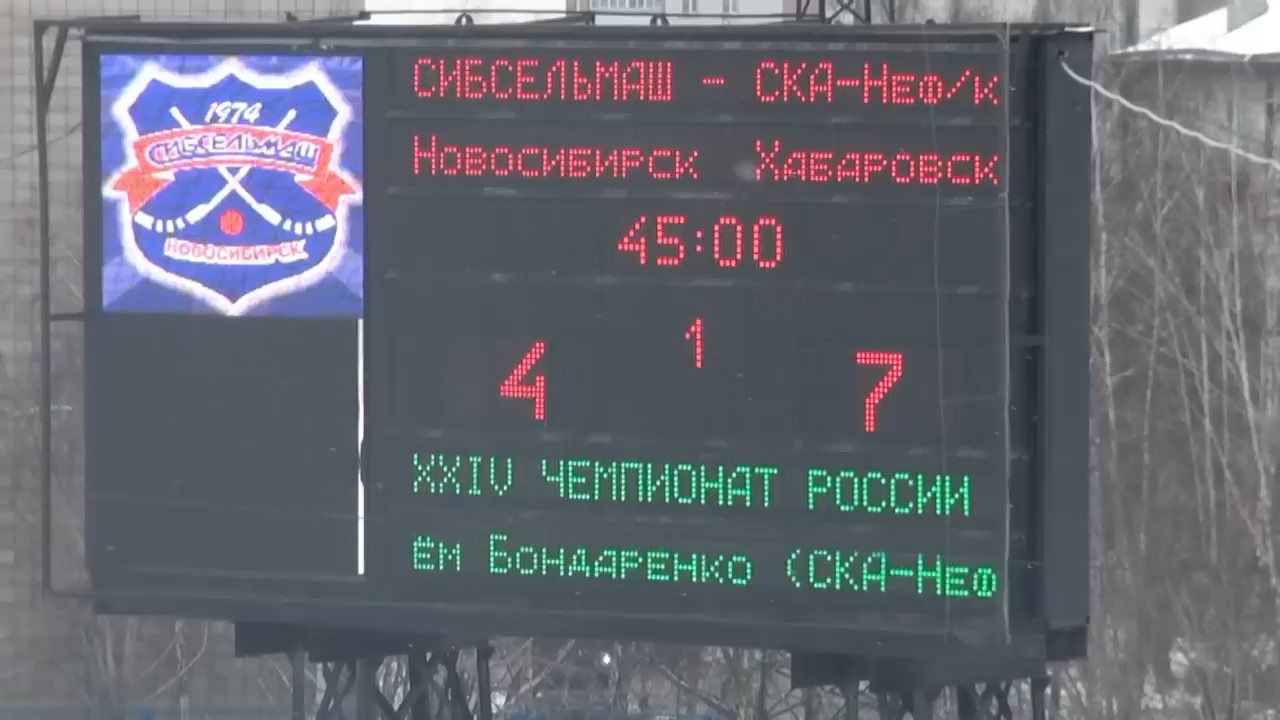 1974
СИБСЕЛЬМАШ
НОВОСИБИРСК
СИБСЕЛЬМАШ - СКА-Неф/к
Новосибирск Хабаровск
45:00
1
4 7
XXIV ЧЕМПИОНАТ РОССИИ
ём Бондаренко (СКА-Неф